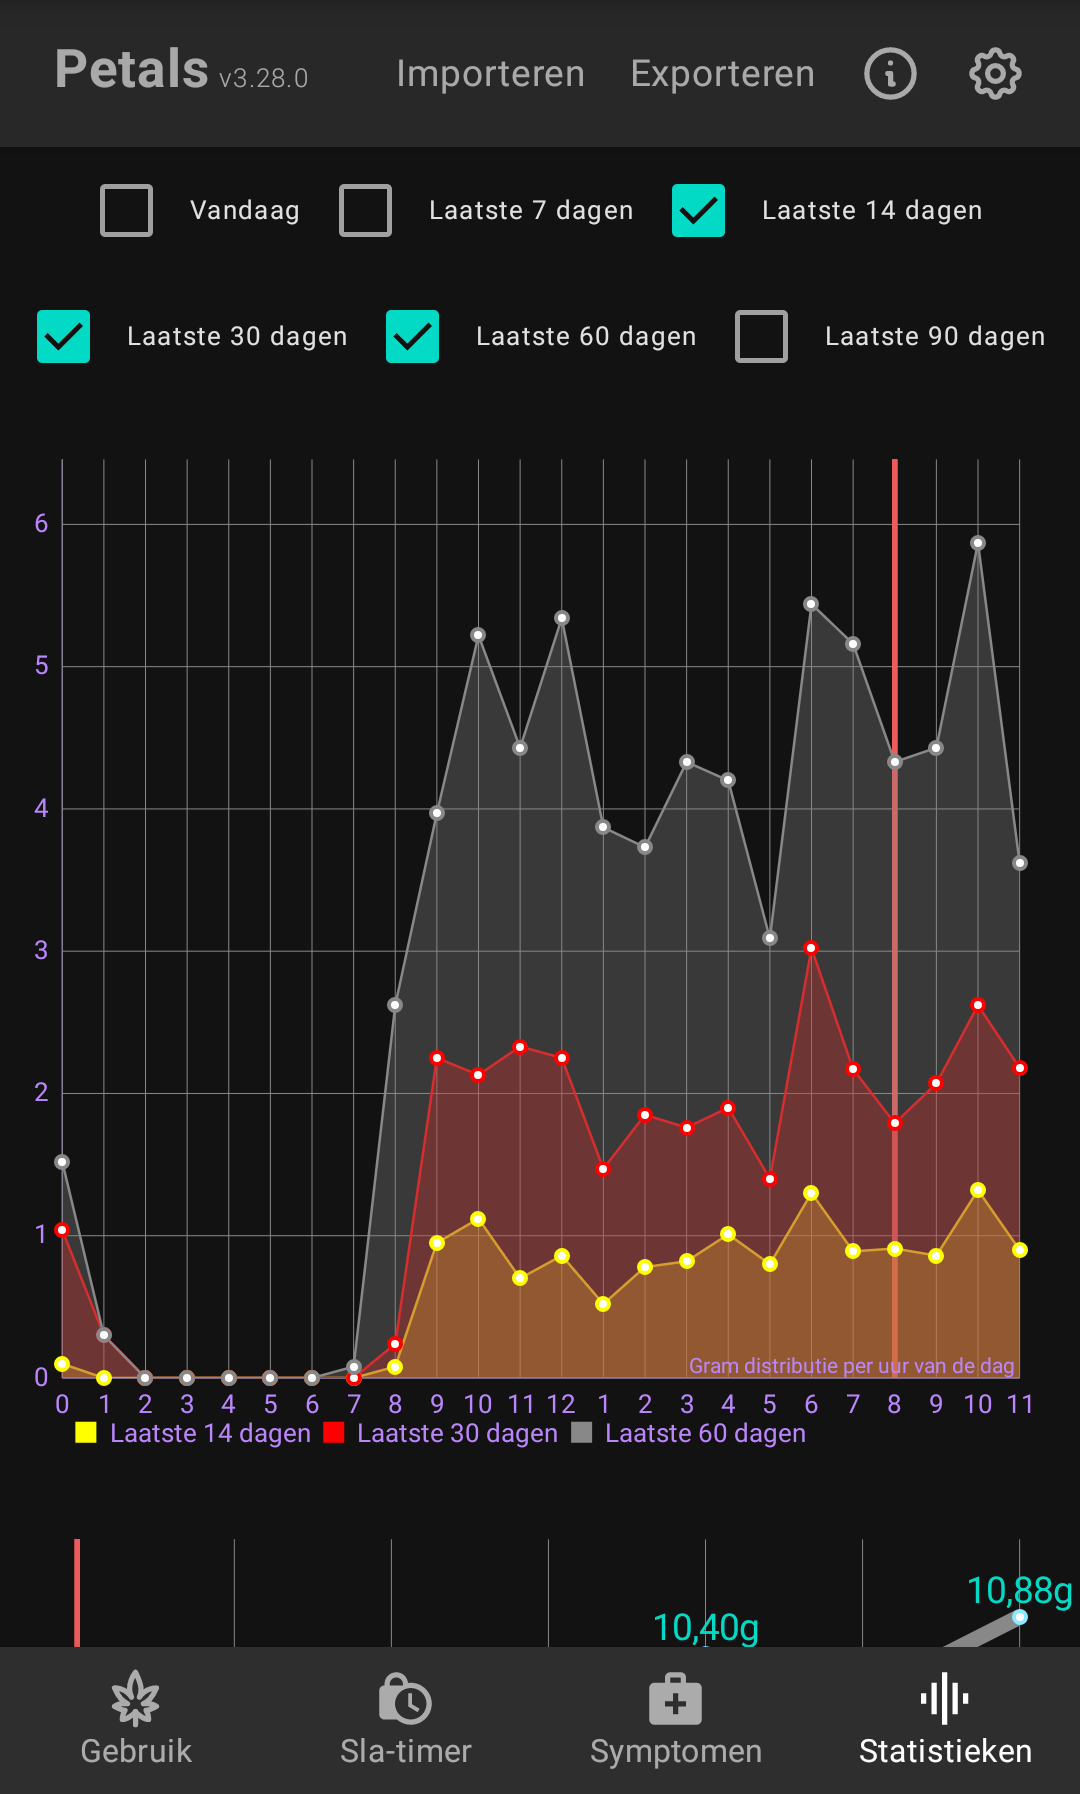 Petals v3.28.0 Importeren Exporteren
Vandaag Laatste 7 dagen Laatste 14 dagen
Laatste 30 dagen Laatste 60 dagen Laatste 90 dagen
6
5
4
3
2
1
0
Gram distributie per uur van de dag
0 1 2 3 4 5 6 7 8 9 10 11 12 1 2 3 4 5 6 7 8 9 10 11
Laatste 14 dagen Laatste 30 dagen Laatste 60 dagen
10,88g
10,40g
Gebruik Sla-timer Symptomen Statistieken